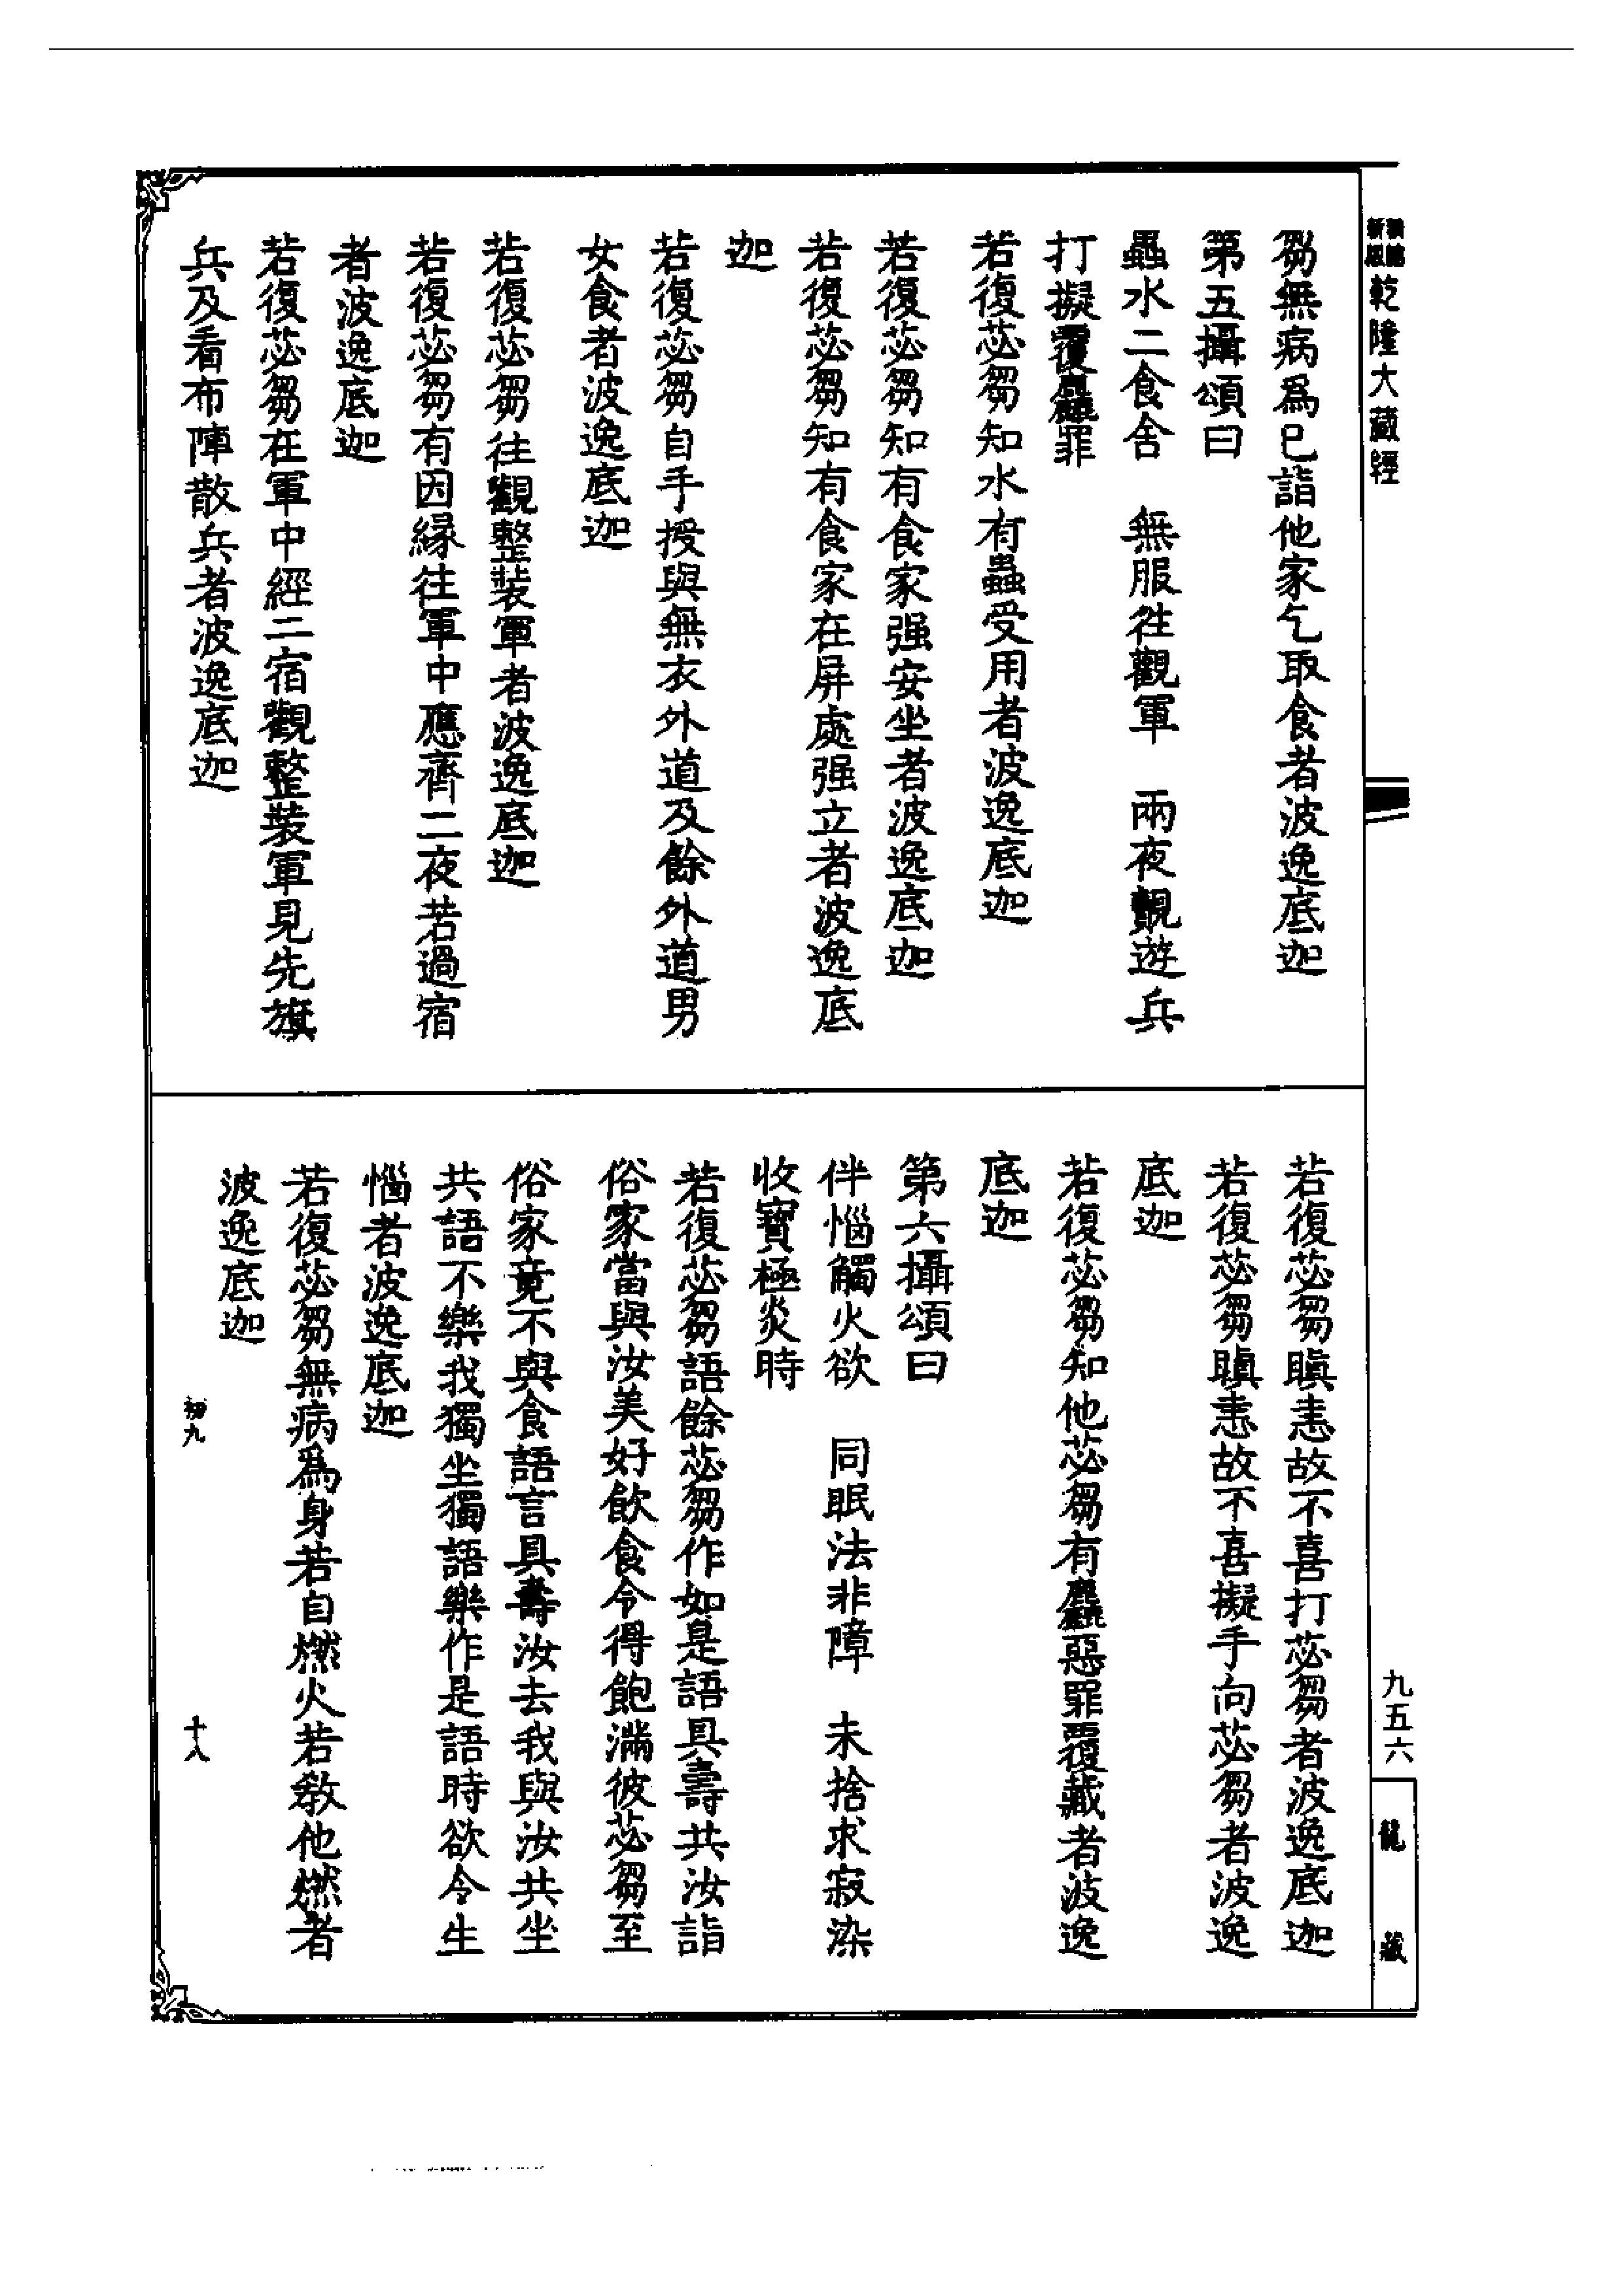 芻無病爲已詣他家乞取食者波逸底迦
第五攝頌曰
蟲水二食舍　無服往觀軍　兩夜觀遊兵
打擬覆麤罪
若復苾芻知水有蟲受用者波逸底迦
若復苾芻知有食家强安坐者波逸底迦
若復苾芻知有食家在屏處强立者波逸底
迦
若復苾芻自手授與無衣外道及餘外道男
女食者波逸底迦
若復苾芻往觀整裝軍者波逸底迦
若復苾芻有因緣往軍中應齊二夜若過宿
者波逸底迦
若復苾芻在軍中經二宿觀整裝軍見先旗
兵及看布陣散兵者波逸底迦
若復苾芻瞋恚故不喜打苾芻者波逸底迦
若復苾芻瞋恚故不喜擬手向苾芻者波逸
底迦
若復苾芻知他苾芻有麤惡罪覆藏者波逸
底迦
第六攝頌曰
伴惱觸火欲　同眠法非障　未捨求寂染
收寶極炎時
若復苾芻語餘苾芻作如是語具壽共汝詣
俗家當與汝美好飲食令得飽滿彼苾芻至
俗家竟不與食語言具壽汝去我與汝共坐
共語不樂我獨坐獨語樂作是語時欲令生
惱者波逸底迦
若復苾芻無病爲身若自燃火若教他燃者
波逸底迦
初九　十八
乾隆大藏經
九五六
龍藏